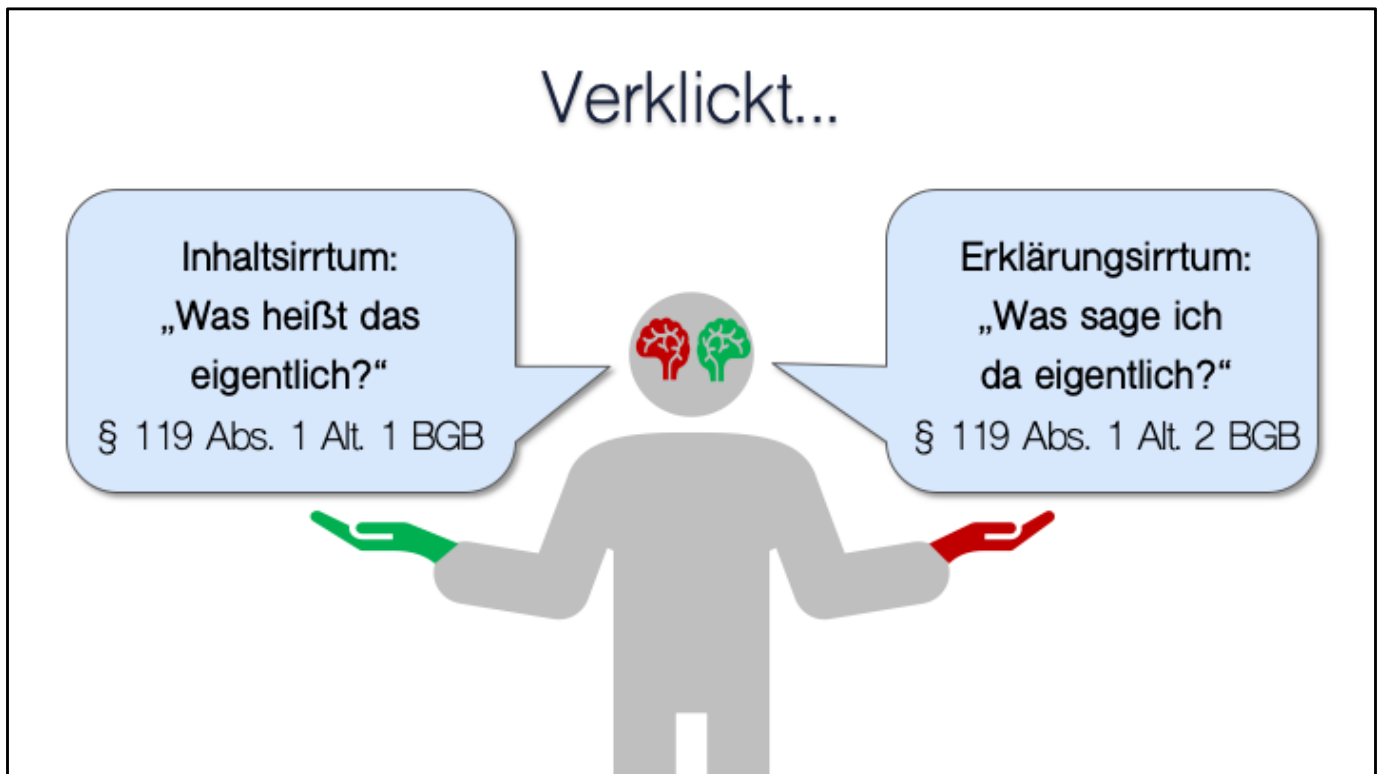 Verklickt...
Inhaltsirrtum:
„Was heißt das
eigentlich?“
§ 119 Abs. 1 Alt. 1 BGB
Erklärungsirrtum:
„Was sage ich
da eigentlich?“
§ 119 Abs. 1 Alt. 2 BGB